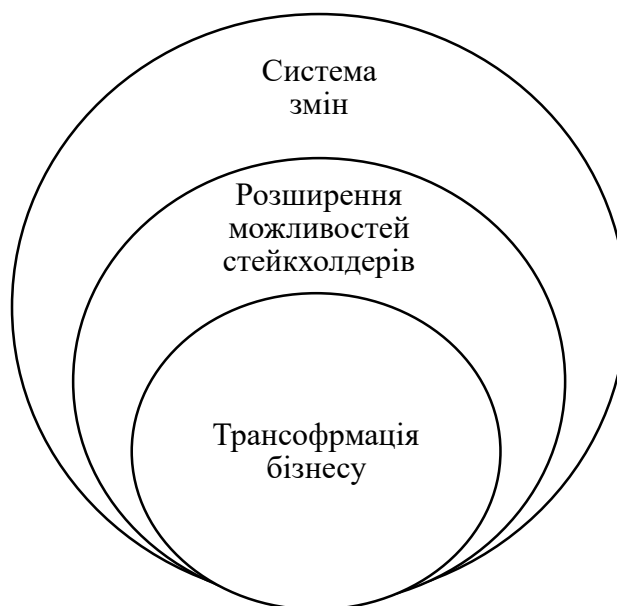 Система
змін
Розширення
можливостей
стейкхолдерів
Трансофрмація
бізнесу